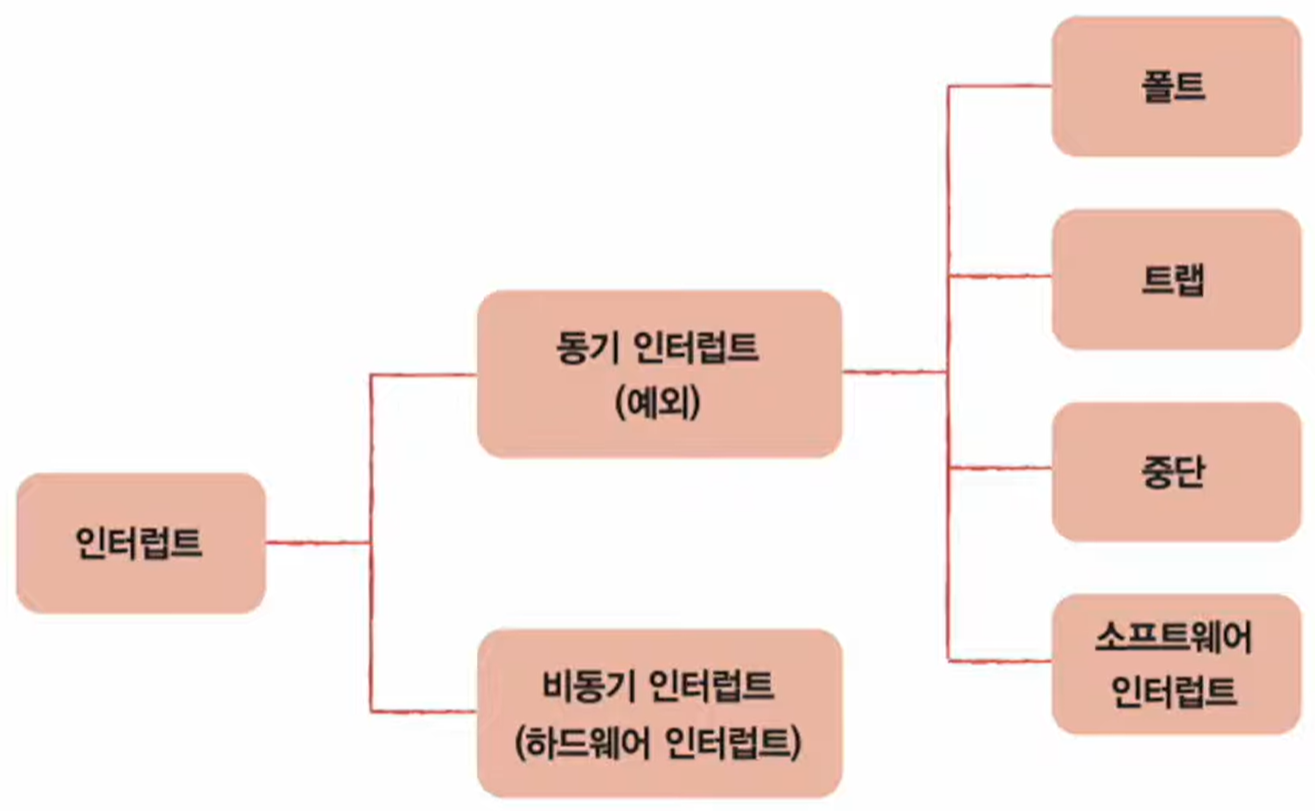 폴트
트랩
동기 인터럽트
(예외)
중단
인터럽트
소프트웨어
인터럽트
비동기 인터럽트
(하드웨어 인터럽트)